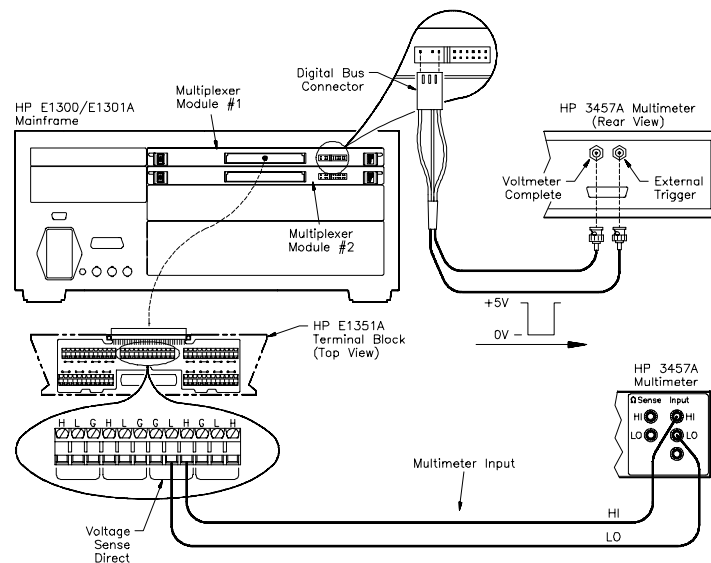 Digital Bus
Connector
HP E1300/E1301A
Mainframe
Multiplexer
Module #1
HP 3457A Multimeter
(Rear View)
Voltmeter
Complete
External
Trigger
Multiplexer
Module #2
+5V
0V
HP E1351A
Terminal Block
(Top View)
HP 3457A
Multimeter
Ω Sense Input
HI HI
LO LO
H L G H L G G L H G L H
Multimeter Input
Voltage
Sense
Direct
HI
LO